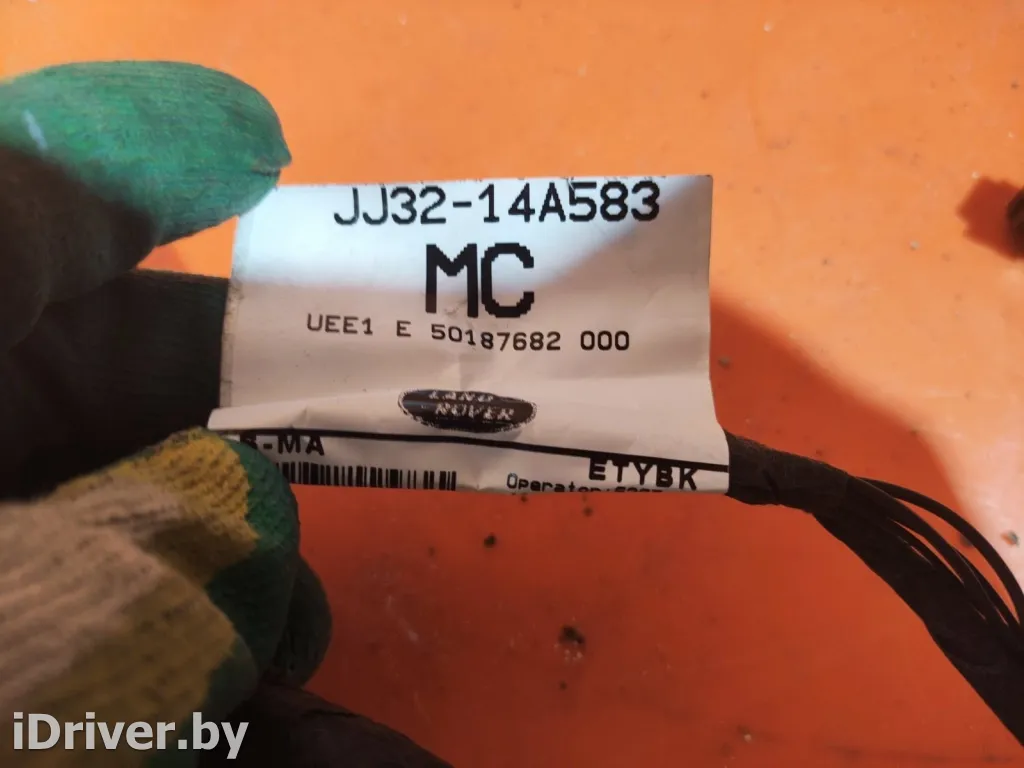 JJ32-14A583
MC
UEE1 E 50187682 000
LAND
ROVER
-MA
ETYBK
iDriver.by